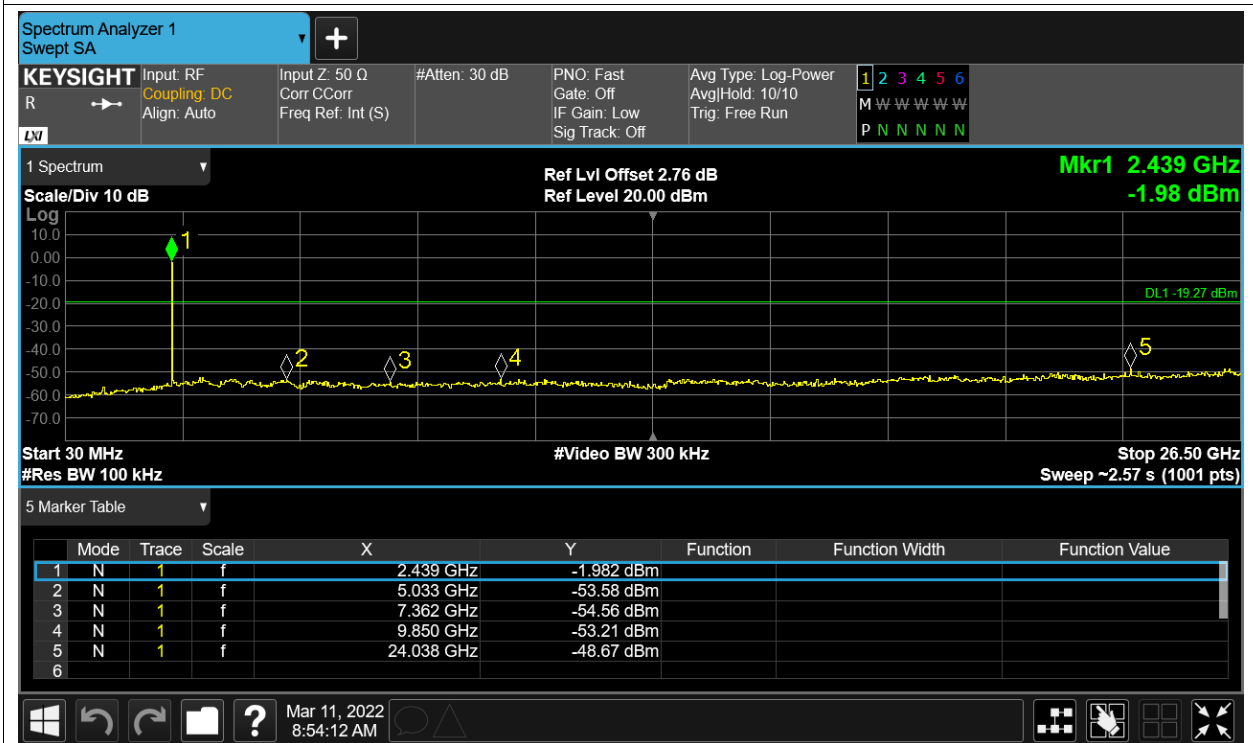 Spectrum Analyzer 1
Swept SA
KEYSIGHT
R
LXI
Input: RF
Coupling: DC
Align: Auto
Input Z: 50 Ω
Corr CCorr
Freq Ref: Int (S)
#Atten: 30 dB
PNO: Fast
Gate: Off
IF Gain: Low
Sig Track: Off
Avg Type: Log-Power
Avg|Hold: 10/10
Trig: Free Run
1 2 3 4 5 6
M W W W W W
P N N N N N
1 Spectrum
Scale/Div 10 dB
Ref Lvl Offset 2.76 dB
Ref Level 20.00 dBm
Mkr1 2.439 GHz
-1.98 dBm
Log
10.0
0.00
-10.0
-20.0
-30.0
-40.0
-50.0
-60.0
-70.0
1
2
3
4
5
DL1 -19.27 dBm
Start 30 MHz
#Video BW 300 kHz
Stop 26.50 GHz
#Res BW 100 kHz
Sweep ~2.57 s (1001 pts)
5 Marker Table
Mode Trace Scale X Y Function Function Width Function Value
1 N 1 f 2.439 GHz -1.982 dBm
2 N 1 f 5.033 GHz -53.58 dBm
3 N 1 f 7.362 GHz -54.56 dBm
4 N 1 f 9.850 GHz -53.21 dBm
5 N 1 f 24.038 GHz -48.67 dBm
6
?
Mar 11, 2022
8:54:12 AM